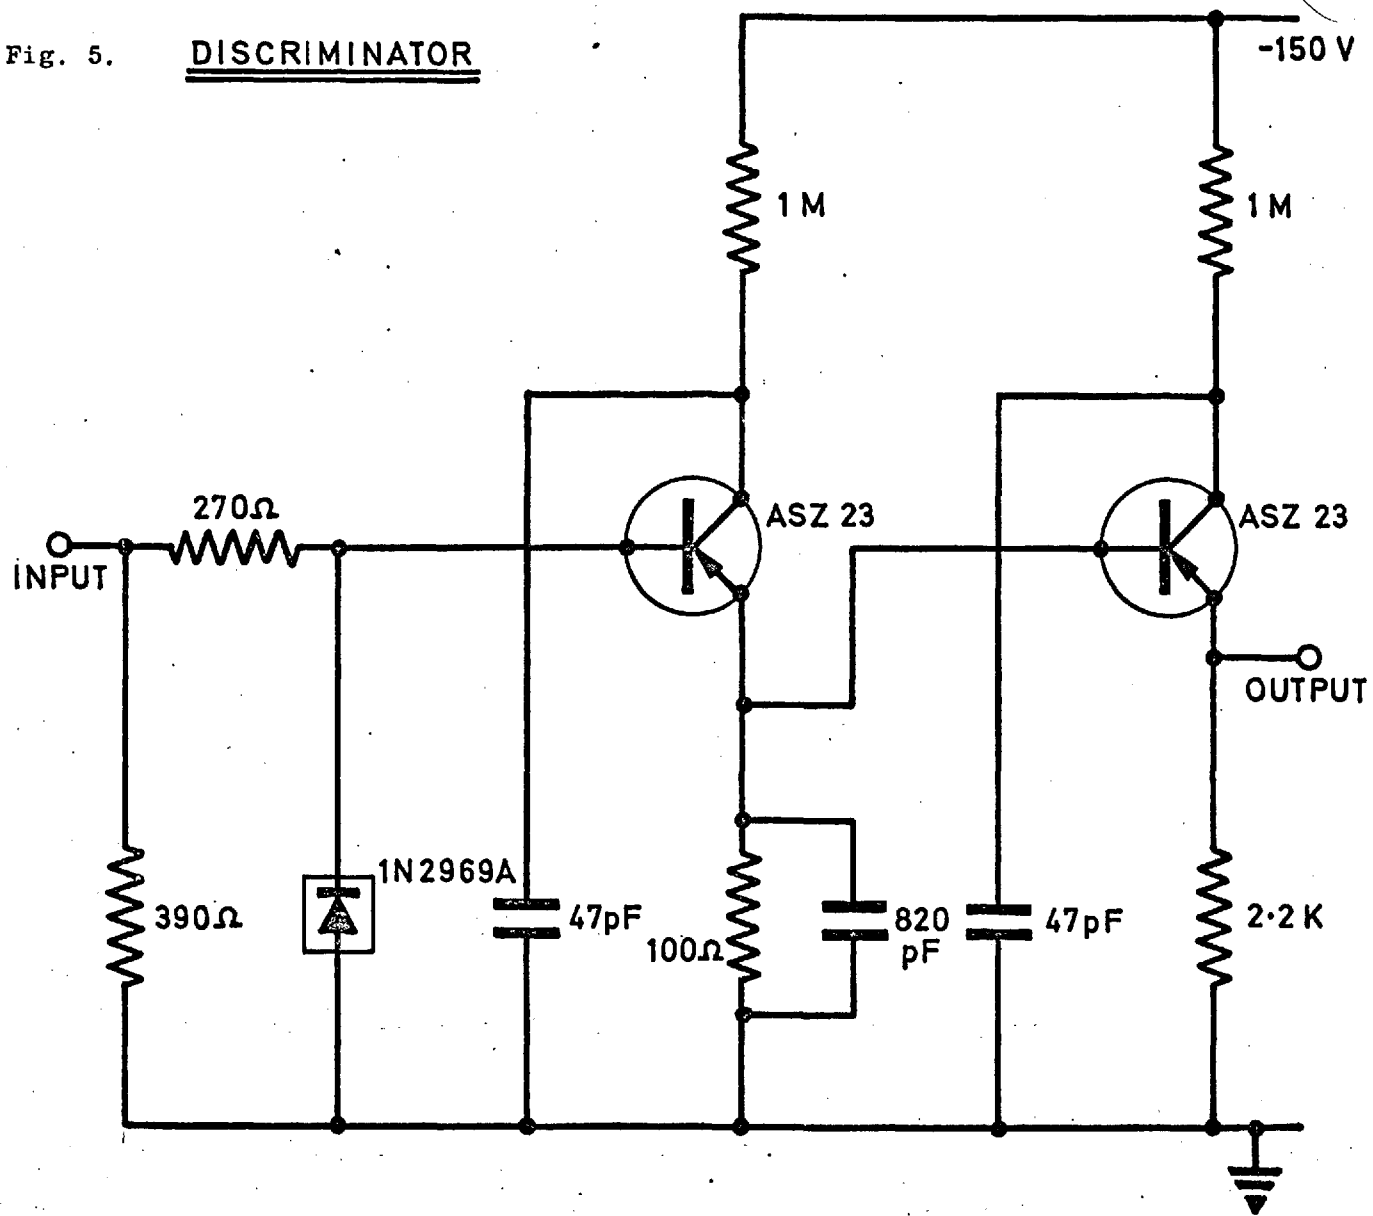 Fig. 5.
DISCRIMINATOR
-150 V
1 M
1 M
270Ω
ASZ 23
ASZ 23
INPUT
OUTPUT
1N2969A
390Ω
47pF
100Ω
820
pF
47pF
2·2 K